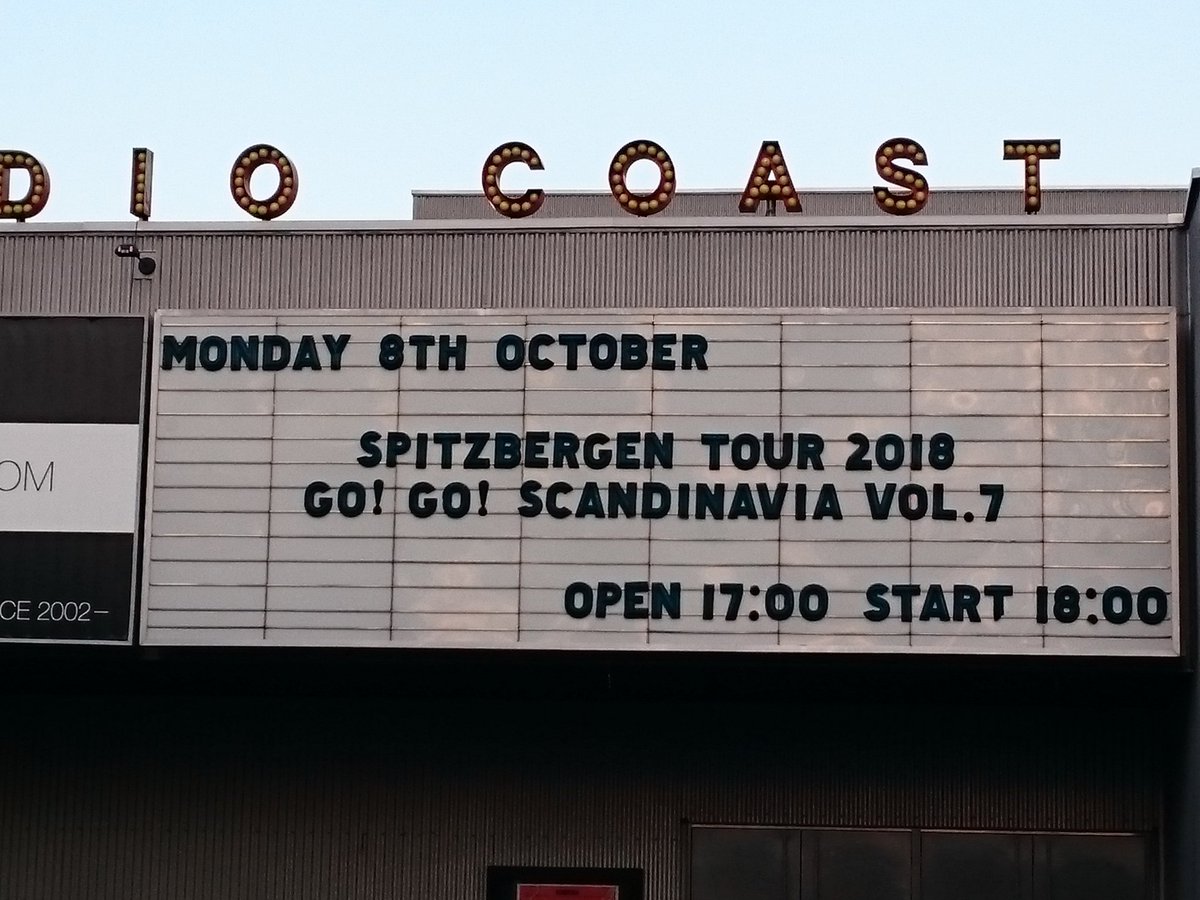 DIO COAST
MONDAY 8TH OCTOBER
SPITZBERGEN TOUR 2018
GO! GO! SCANDINAVIA VOL.7
OPEN 17:00 START 18:00
OM
CE 2002–